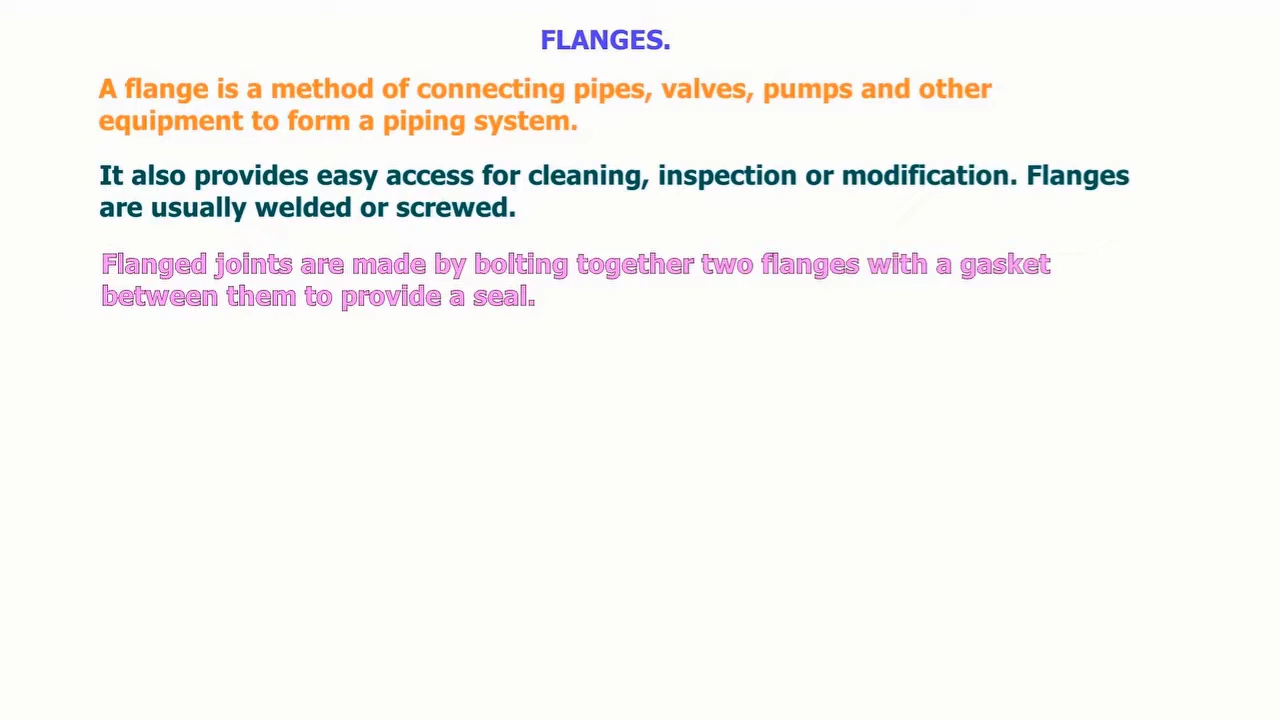 FLANGES.
A flange is a method of connecting pipes, valves, pumps and other
equipment to form a piping system.
It also provides easy access for cleaning, inspection or modification. Flanges
are usually welded or screwed.
Flanged joints are made by bolting together two flanges with a gasket
between them to provide a seal.